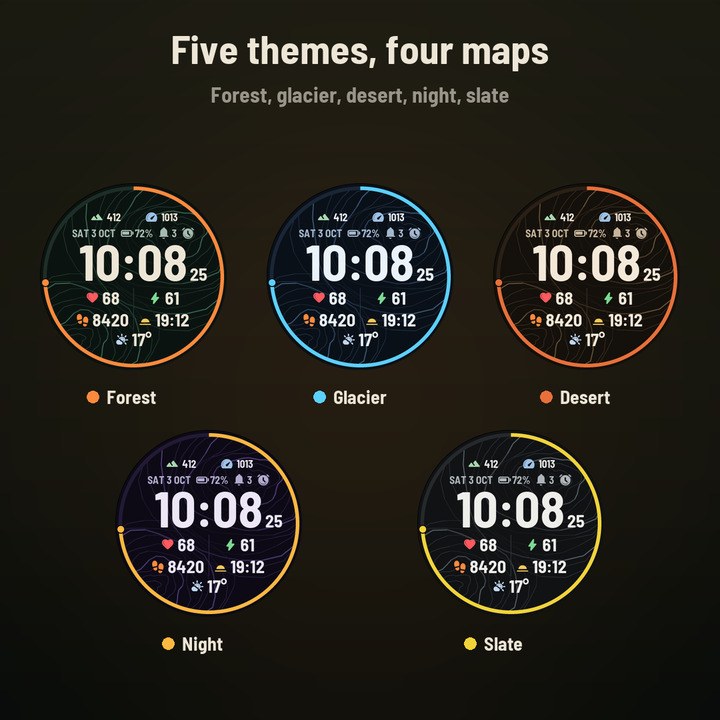 Five themes, four maps
Forest, glacier, desert, night, slate
412 1013
SAT 3 OCT 72% 3
10:08 25
68 61
8420 19:12
17°
Forest
412 1013
SAT 3 OCT 72% 3
10:08 25
68 61
8420 19:12
17°
Glacier
412 1013
SAT 3 OCT 72% 3
10:08 25
68 61
8420 19:12
17°
Desert
412 1013
SAT 3 OCT 72% 3
10:08 25
68 61
8420 19:12
17°
Night
412 1013
SAT 3 OCT 72% 3
10:08 25
68 61
8420 19:12
17°
Slate